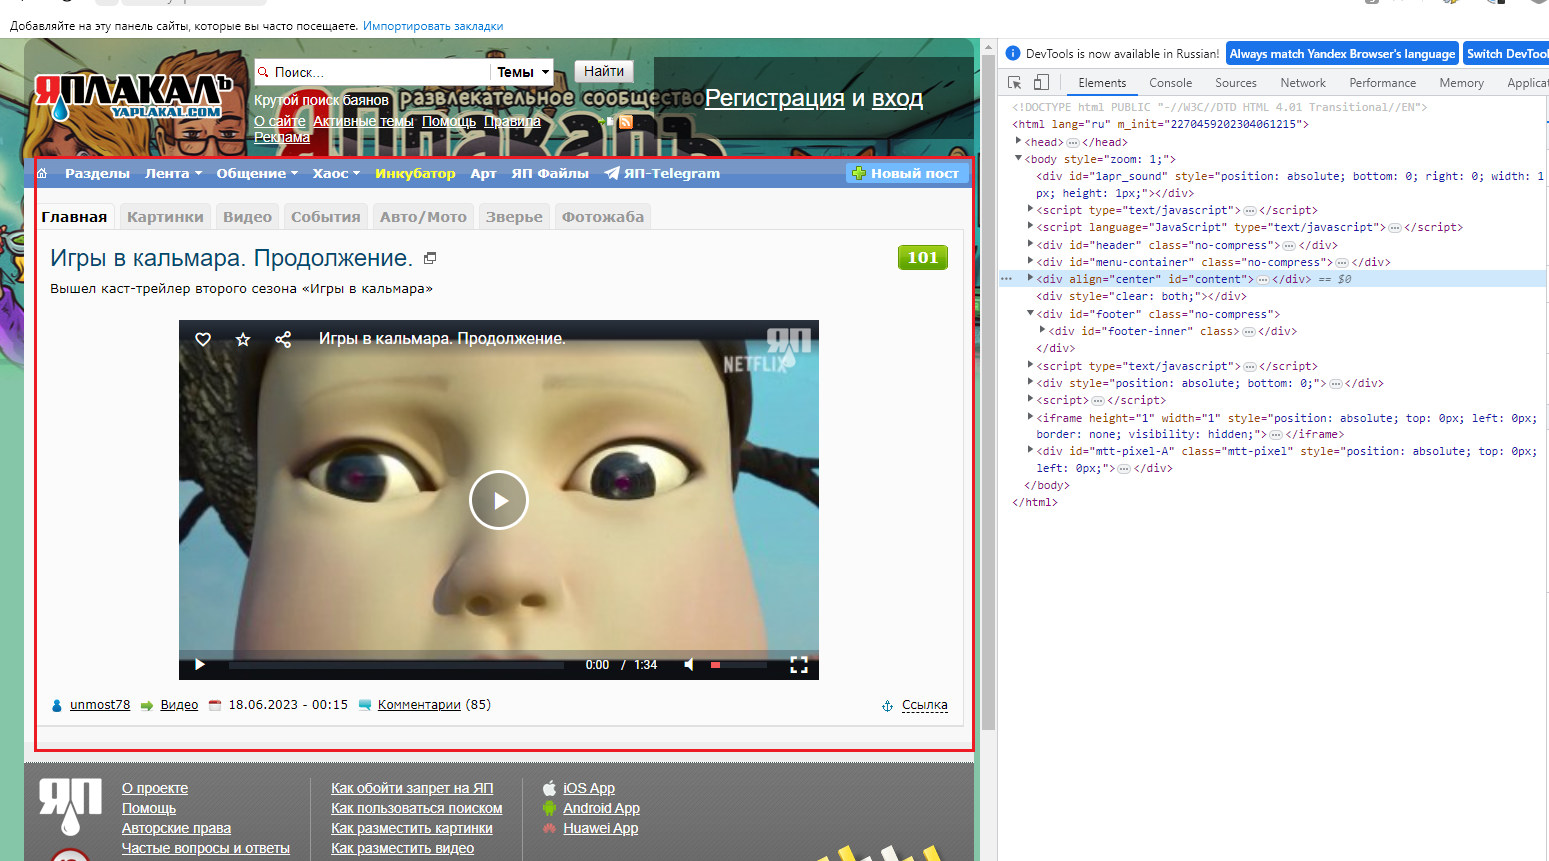 Добавляйте на эту панель сайты, которые вы часто посещаете. Импортировать закладки
ЯПЛАКАЛЪ
YAPLAKAL.COM
Поиск...
Темы
Найти
Крутой поиск баянов
развлекательное сообщество
О сайте Активные темы Помощь Правила
Реклама
Регистрация и вход
Разделы Лента Общение Хаос Инкубатор Арт ЯП Файлы ЯП-Telegram
Новый пост
Главная Картинки Видео События Авто/Мото Зверье Фотожаба
Игры в кальмара. Продолжение.
101
Вышел каст-трейлер второго сезона «Игры в кальмара»
Игры в кальмара. Продолжение.
ЯП
NETFLIX
0:00 / 1:34
unmost78 Видео 18.06.2023 - 00:15 Комментарии (85)
Ссылка
ЯП
О проекте
Помощь
Авторские права
Частые вопросы и ответы
Как обойти запрет на ЯП
Как пользоваться поиском
Как разместить картинки
Как разместить видео
iOS App
Android App
Huawei App
DevTools is now available in Russian! Always match Yandex Browser's language Switch DevToo
Elements Console Sources Network Performance Memory Applicat
<!DOCTYPE html PUBLIC "-//W3C//DTD HTML 4.01 Transitional//EN">
<html lang="ru" m_init="2270459202304061215">
<head>…</head>
<body style="zoom: 1;">
<div id="1apr_sound" style="position: absolute; bottom: 0; right: 0; width: 1
px; height: 1px;"></div>
<script type="text/javascript">…</script>
<script language="JavaScript" type="text/javascript">…</script>
<div id="header" class="no-compress">…</div>
<div id="menu-container" class="no-compress">…</div>
<div align="center" id="content">…</div> == $0
<div style="clear: both;"></div>
<div id="footer" class="no-compress">
<div id="footer-inner" class>…</div>
</div>
<script type="text/javascript">…</script>
<div style="position: absolute; bottom: 0;">…</div>
<script>…</script>
<iframe height="1" width="1" style="position: absolute; top: 0px; left: 0px;
border: none; visibility: hidden;">…</iframe>
<div id="mtt-pixel-A" class="mtt-pixel" style="position: absolute; top: 0px;
left: 0px;">…</div>
</body>
</html>